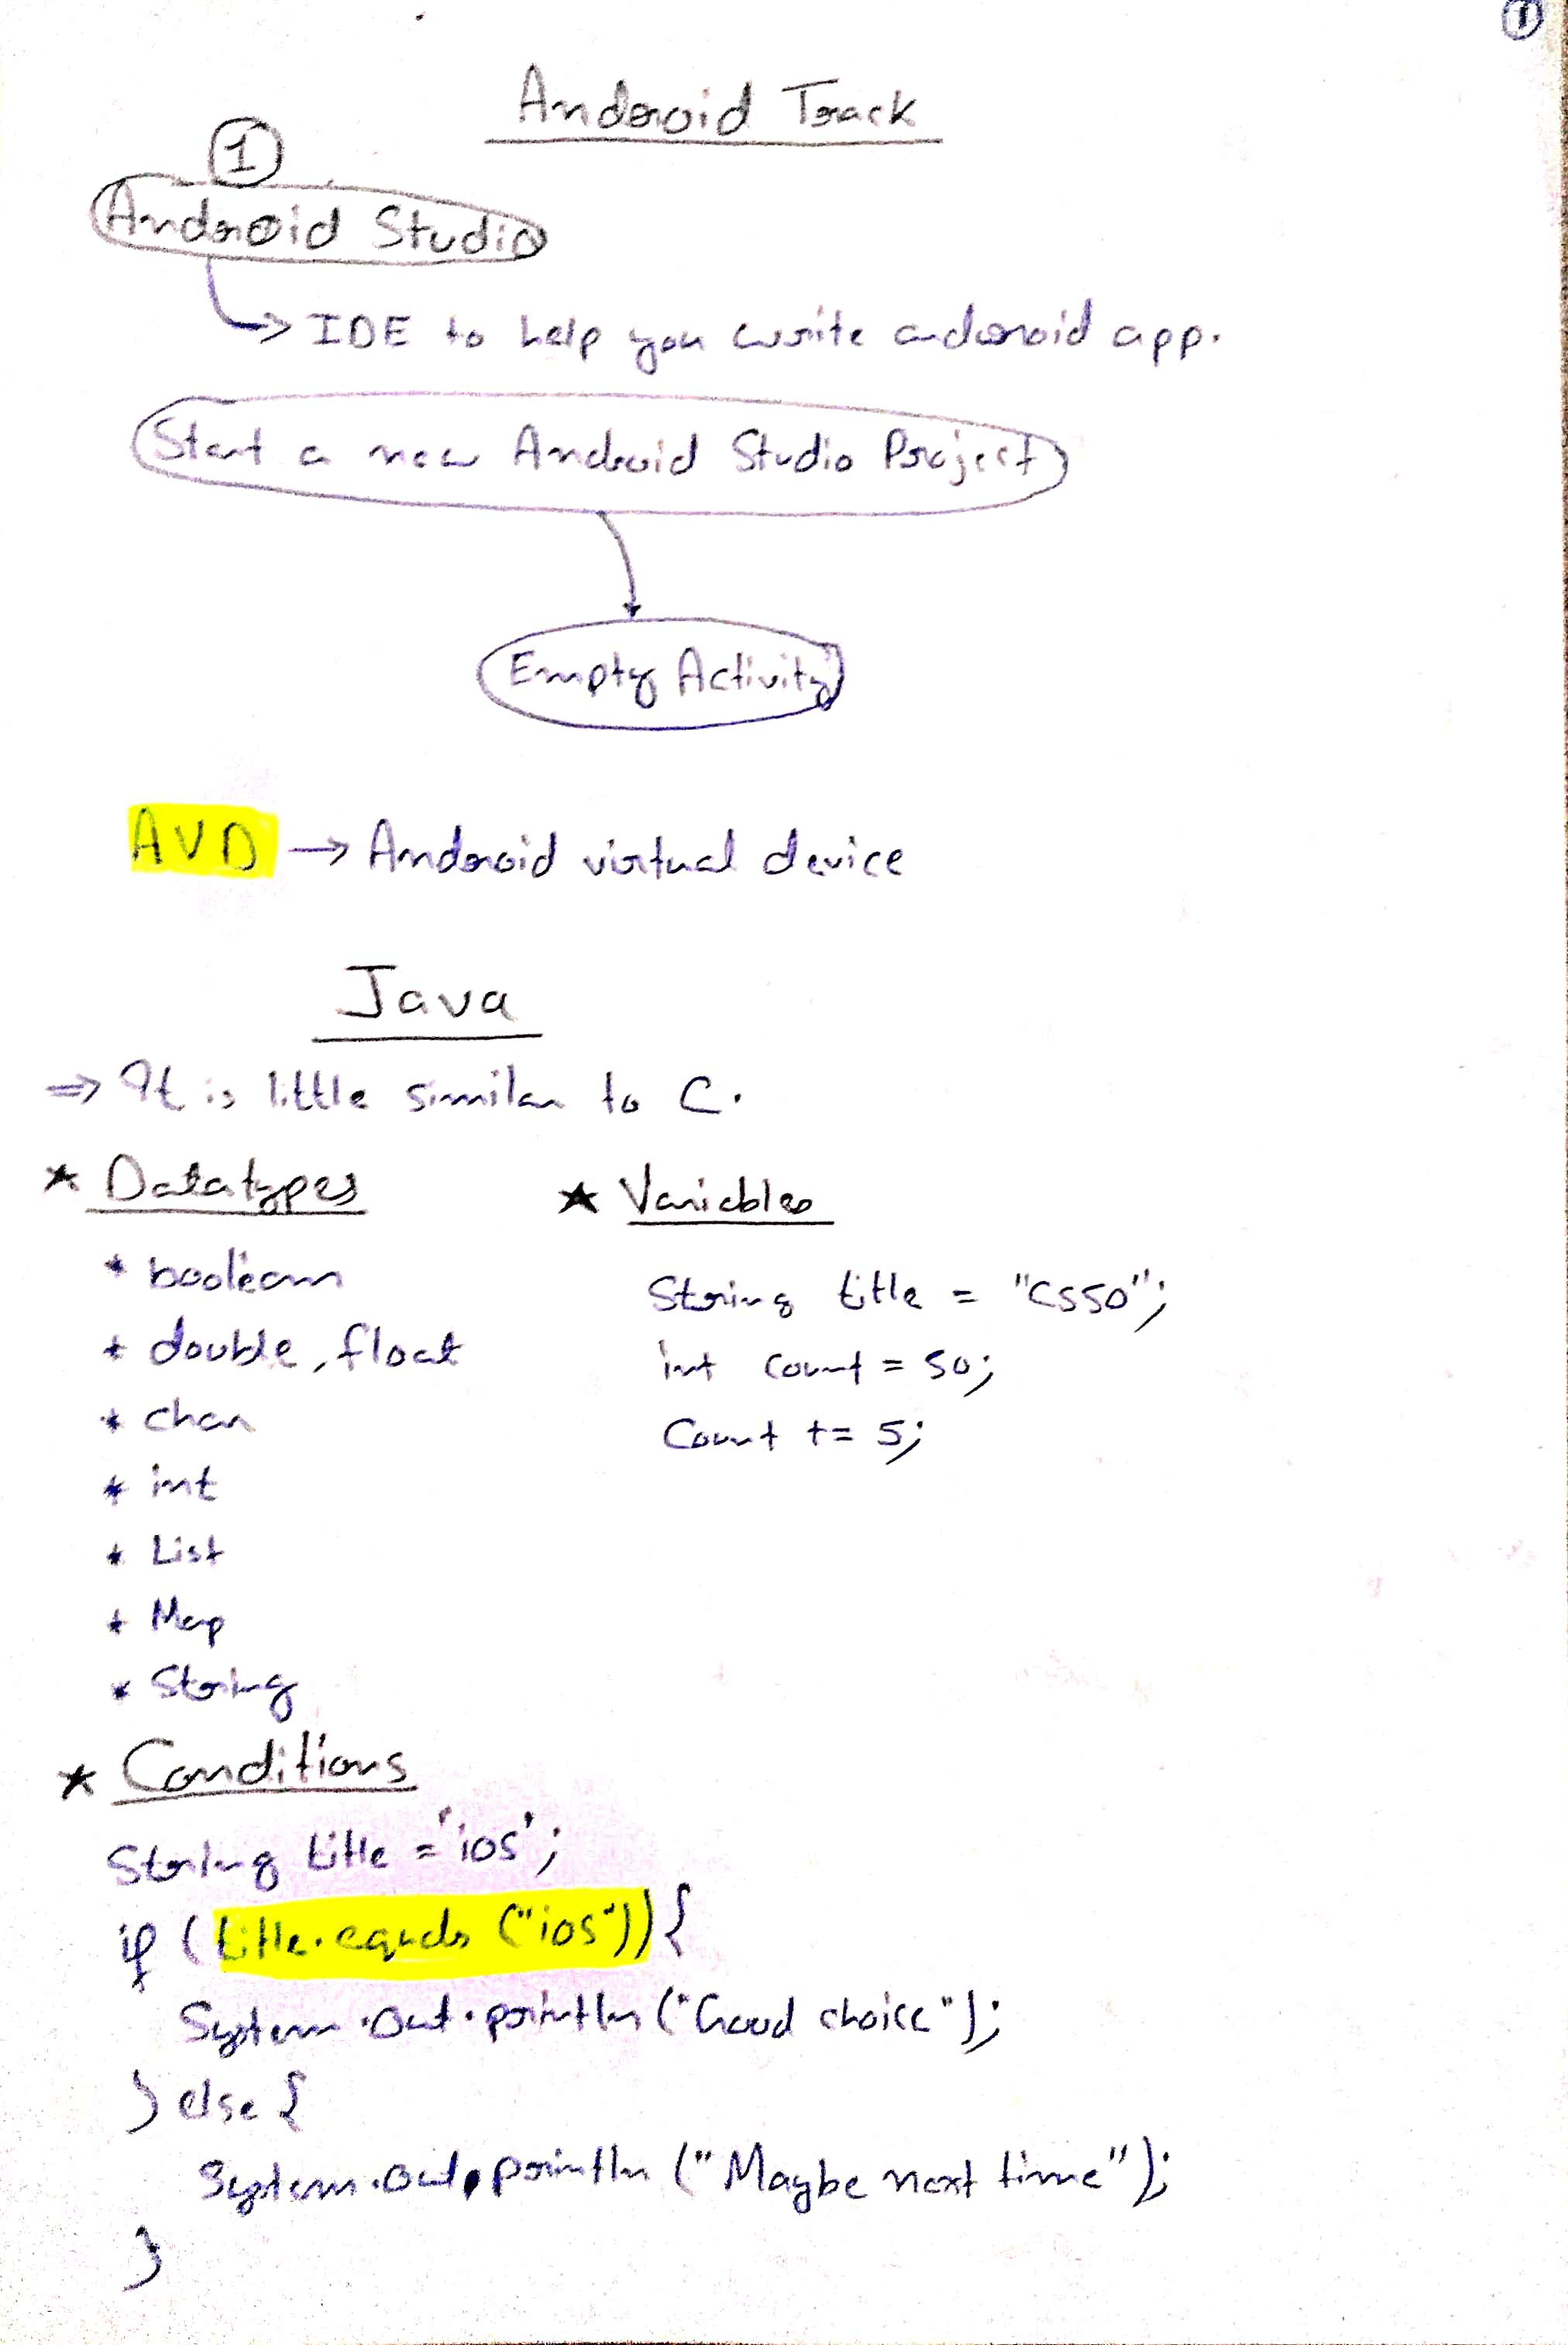 1
Android Track
1
Android Studio
→ IDE to help you write android app.
Start a new Android Studio Project
Empty Activity
AVD → Android virtual device
Java
⇒ It is little similar to C.
* Datatypes
* boolean
* double, float
* char
* int
* List
* Map
* String
* Variables
String title = "CS50";
int count = 50;
Count += 5;
* Conditions
String title = 'ios';
if (title.equals ("ios")) {
System.out.println ("Good choice");
} else {
System.out.println ("Maybe next time");
}